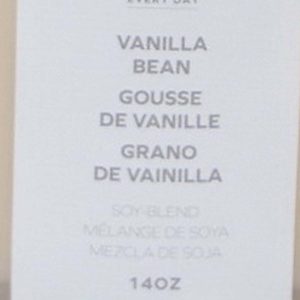 EVERY DAY
VANILLA
BEAN
GOUSSE
DE VANILLE
GRANO
DE VAINILLA
SOY-BLEND
MÉLANGE DE SOYA
MEZCLA DE SOJA
14OZ